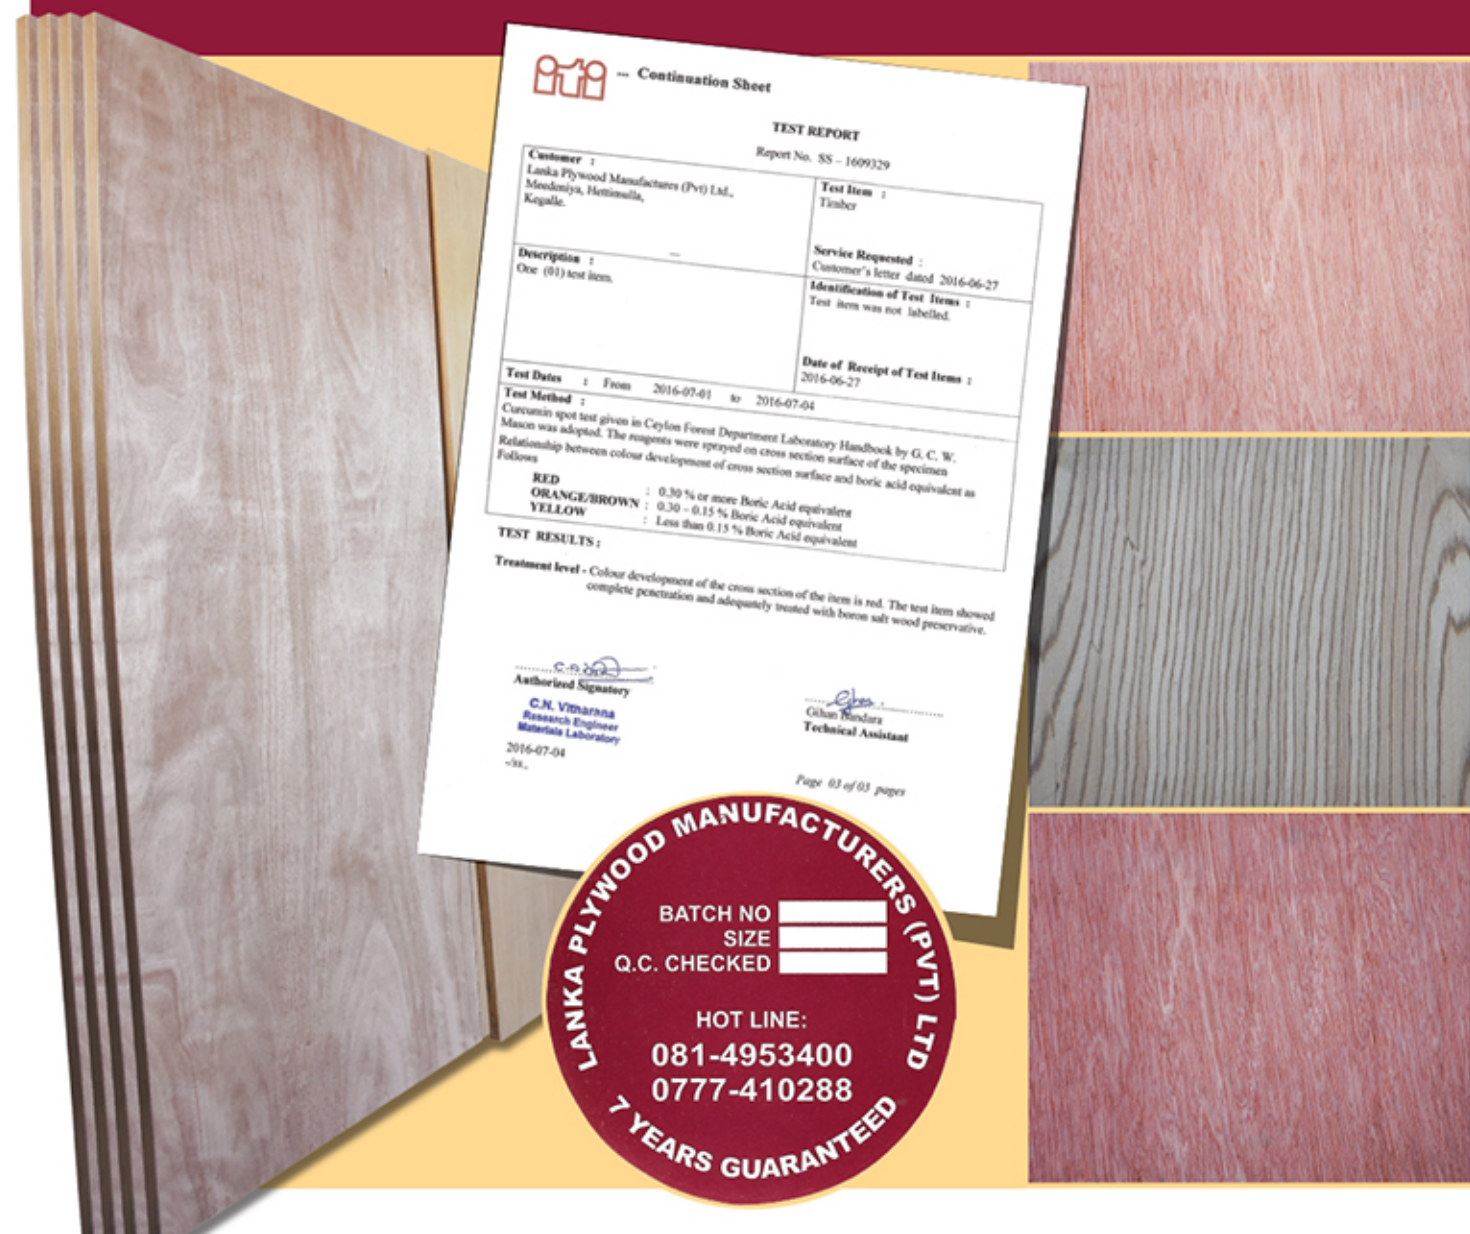 iti ... Continuation Sheet
TEST REPORT
Report No. SS – 1609329
Customer :
Lanka Plywood Manufactures (Pvt) Ltd.,
Meedeniya, Hettimulla,
Kegalle.
Test Item :
Timber
Service Requested :
Customer's letter dated 2016-06-27
Description :
One (01) test item.
Identification of Test Items :
Test item was not labelled.
Date of Receipt of Test Items :
2016-06-27
Test Dates : From 2016-07-01 to 2016-07-04
Test Method :
Curcumin spot test given in Ceylon Forest Department Laboratory Handbook by G. C. W.
Mason was adopted. The reagents were sprayed on cross section surface of the specimen
Relationship between colour development of cross section surface and boric acid equivalent as
Follows
RED : 0.30 % or more Boric Acid equivalent
ORANGE/BROWN : 0.30 – 0.15 % Boric Acid equivalent
YELLOW : Less than 0.15 % Boric Acid equivalent
TEST RESULTS :
Treatment level - Colour development of the cross section of the item is red. The test item showed
complete penetration and adequately treated with boron salt wood preservative.
Authorized Signatory
C.N. Vitharana
Research Engineer
Materials Laboratory
2016-07-04
Gihan Bandara
Technical Assistant
Page 03 of 03 pages
LANKA PLYWOOD MANUFACTURERS (PVT) LTD
BATCH NO
SIZE
Q.C. CHECKED
HOT LINE:
081-4953400
0777-410288
7 YEARS GUARANTEED